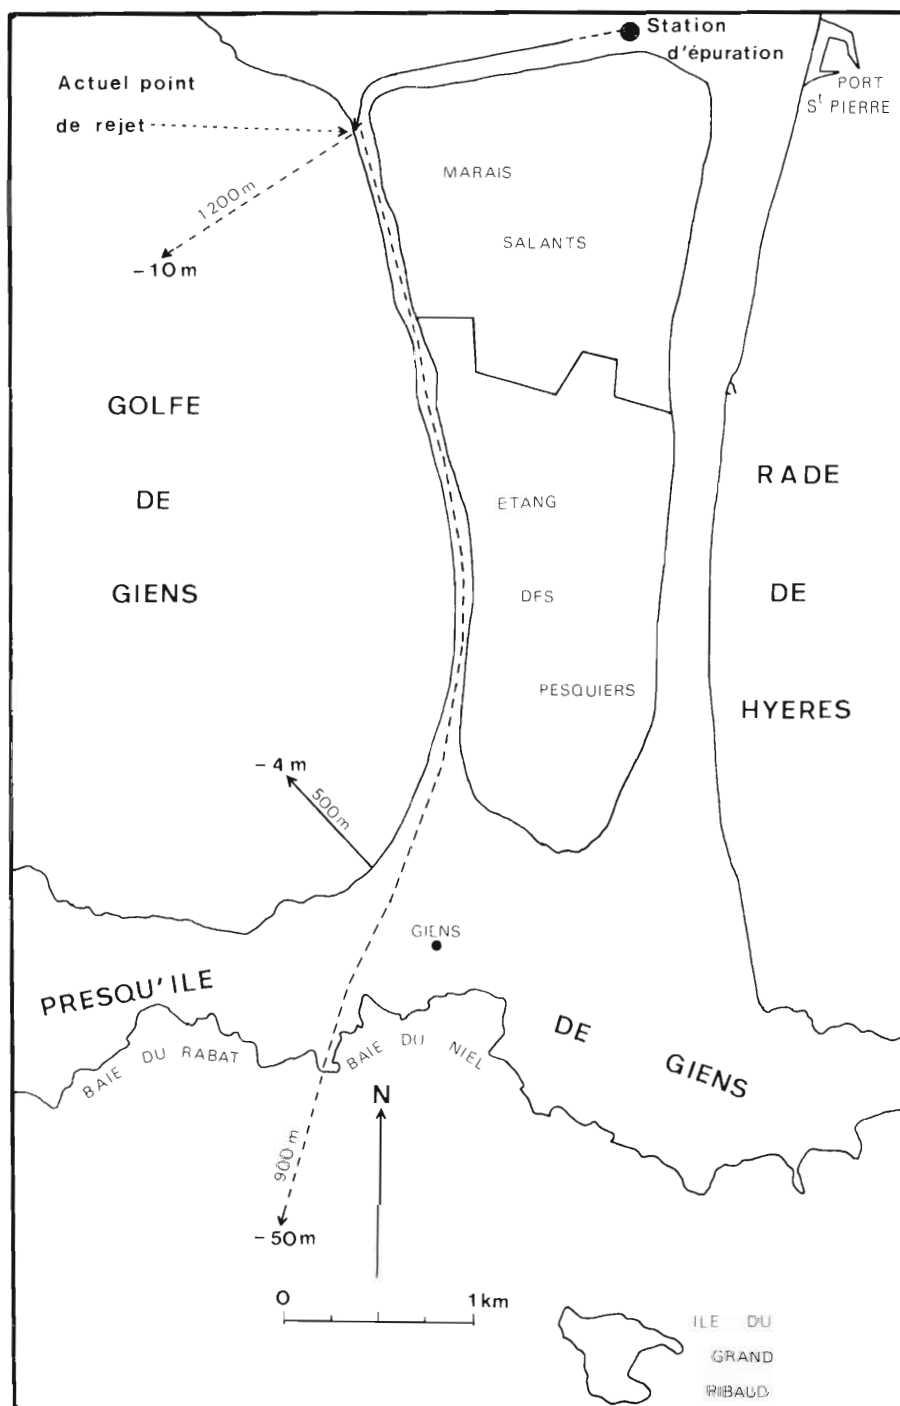 Station
d'épuration
Actuel point
de rejet
PORT
St PIERRE
MARAIS
SALANTS
1200m
-10m
GOLFE
DE
GIENS
RADE
DE
HYERES
ETANG
DES
PESQUIERS
-4m
500m
GIENS
PRESQU'ILE
DE
GIENS
BAIE DU RABAT
BAIE DU NIEL
N
900m
-50m
0 1km
ILE DU
GRAND
RIBAUD